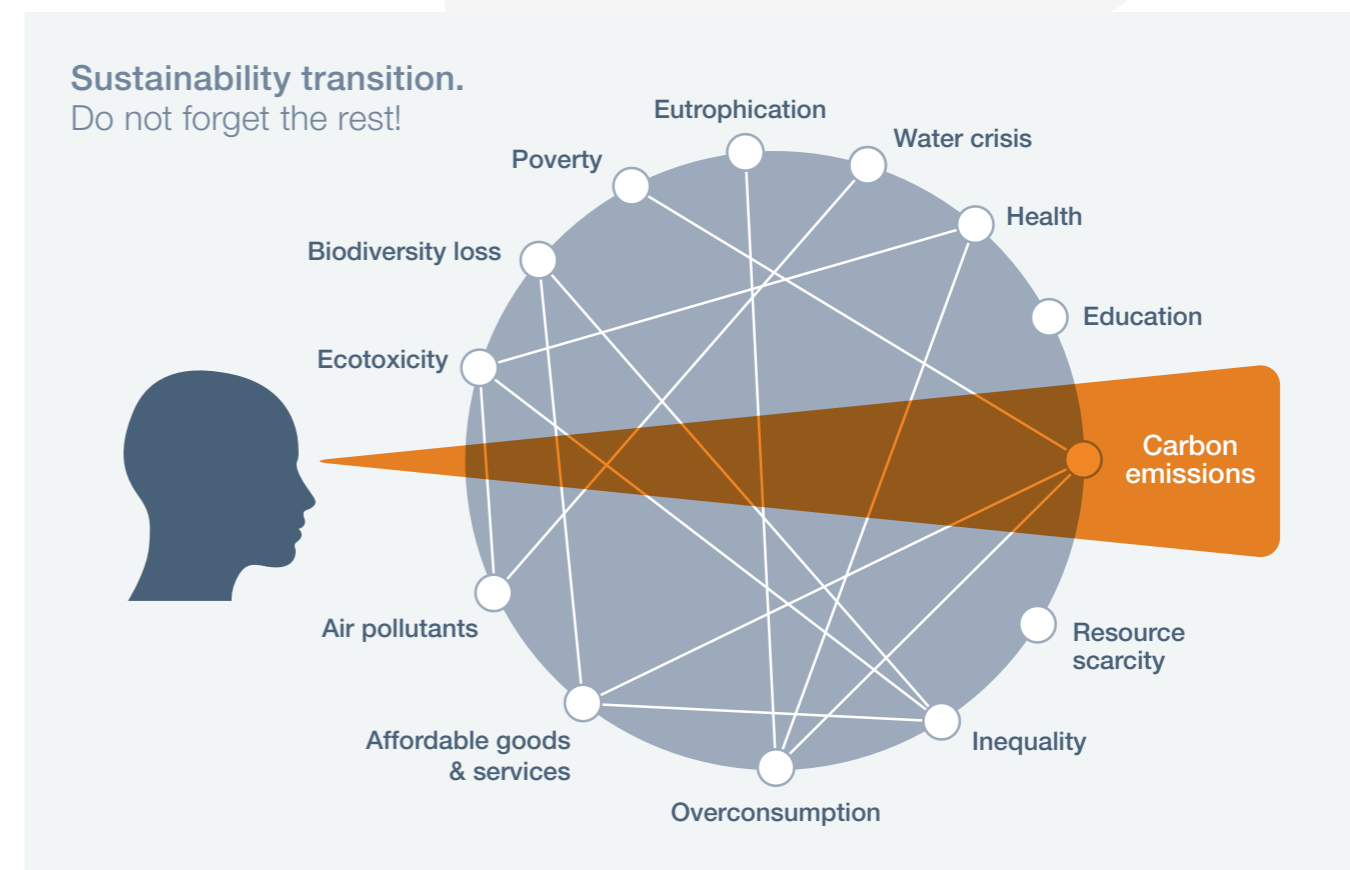 Sustainability transition.
Do not forget the rest!
Eutrophication
Water crisis
Poverty
Health
Biodiversity loss
Education
Ecotoxicity
Carbon
emissions
Air pollutants
Resource
scarcity
Affordable goods
& services
Inequality
Overconsumption